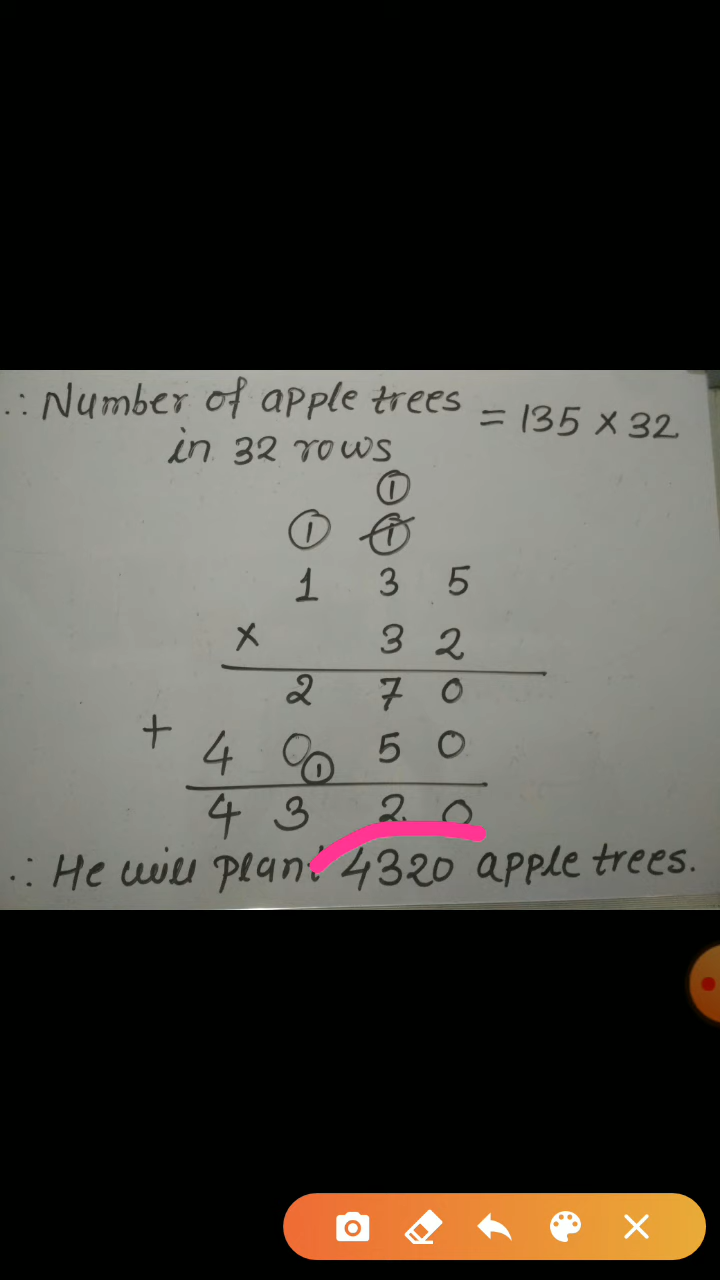 ∴ Number of apple trees = 135 × 32
in 32 rows
①
① ①
1 3 5
× 3 2
2 7 0
+ 4 0 ① 5 0
4 3 2 0
∴ He will plant 4320 apple trees.